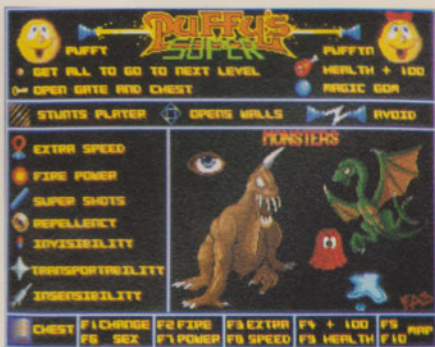 PUFFY'S
SUPER
PUFFY
PUFFYN
GET ALL TO GO TO NEXT LEVEL
HEALTH + 100
OPEN GATE AND CHEST
MAGIC GOM
STUNTS PLAYER
OPENS WALLS
AVOID
MONSTERS
EXTRA SPEED
FIRE POWER
SUPER SHOTS
REPELLENCY
INVISIBILITY
TRANSPORTABILITY
INSENSIBILITY
FAB
CHEST
F1 CHANGE
F6 SEX
F2 FIRE
F7 POWER
F3 EXTRA
F8 SPEED
F4 + 100
F9 HEALTH
F5
F10
MAP